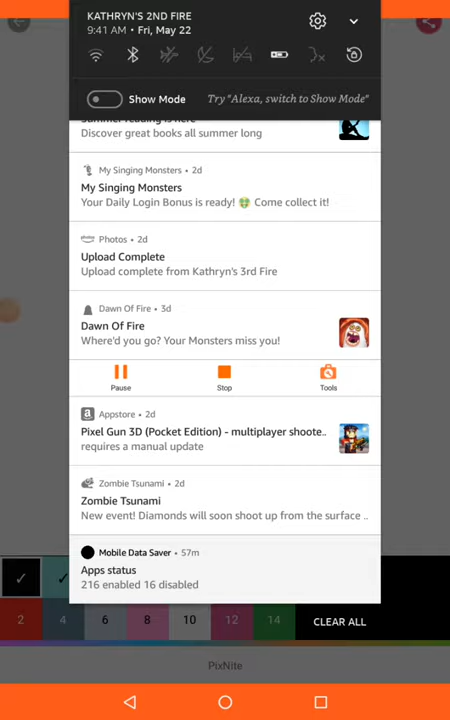 KATHRYN'S 2ND FIRE
9:41 AM • Fri, May 22
Show Mode
Try "Alexa, switch to Show Mode"
Summer reading is here
Discover great books all summer long
My Singing Monsters • 2d
My Singing Monsters
Your Daily Login Bonus is ready! 🤑 Come collect it!
Photos • 2d
Upload Complete
Upload complete from Kathryn's 3rd Fire
Dawn Of Fire • 3d
Dawn Of Fire
Where'd you go? Your Monsters miss you!
Pause
Stop
Tools
Appstore • 2d
Pixel Gun 3D (Pocket Edition) - multiplayer shoote..
requires a manual update
Zombie Tsunami • 2d
Zombie Tsunami
New event! Diamonds will soon shoot up from the surface ..
Mobile Data Saver • 57m
Apps status
216 enabled 16 disabled
2 4 6 8 10 12 14
CLEAR ALL
PixNite